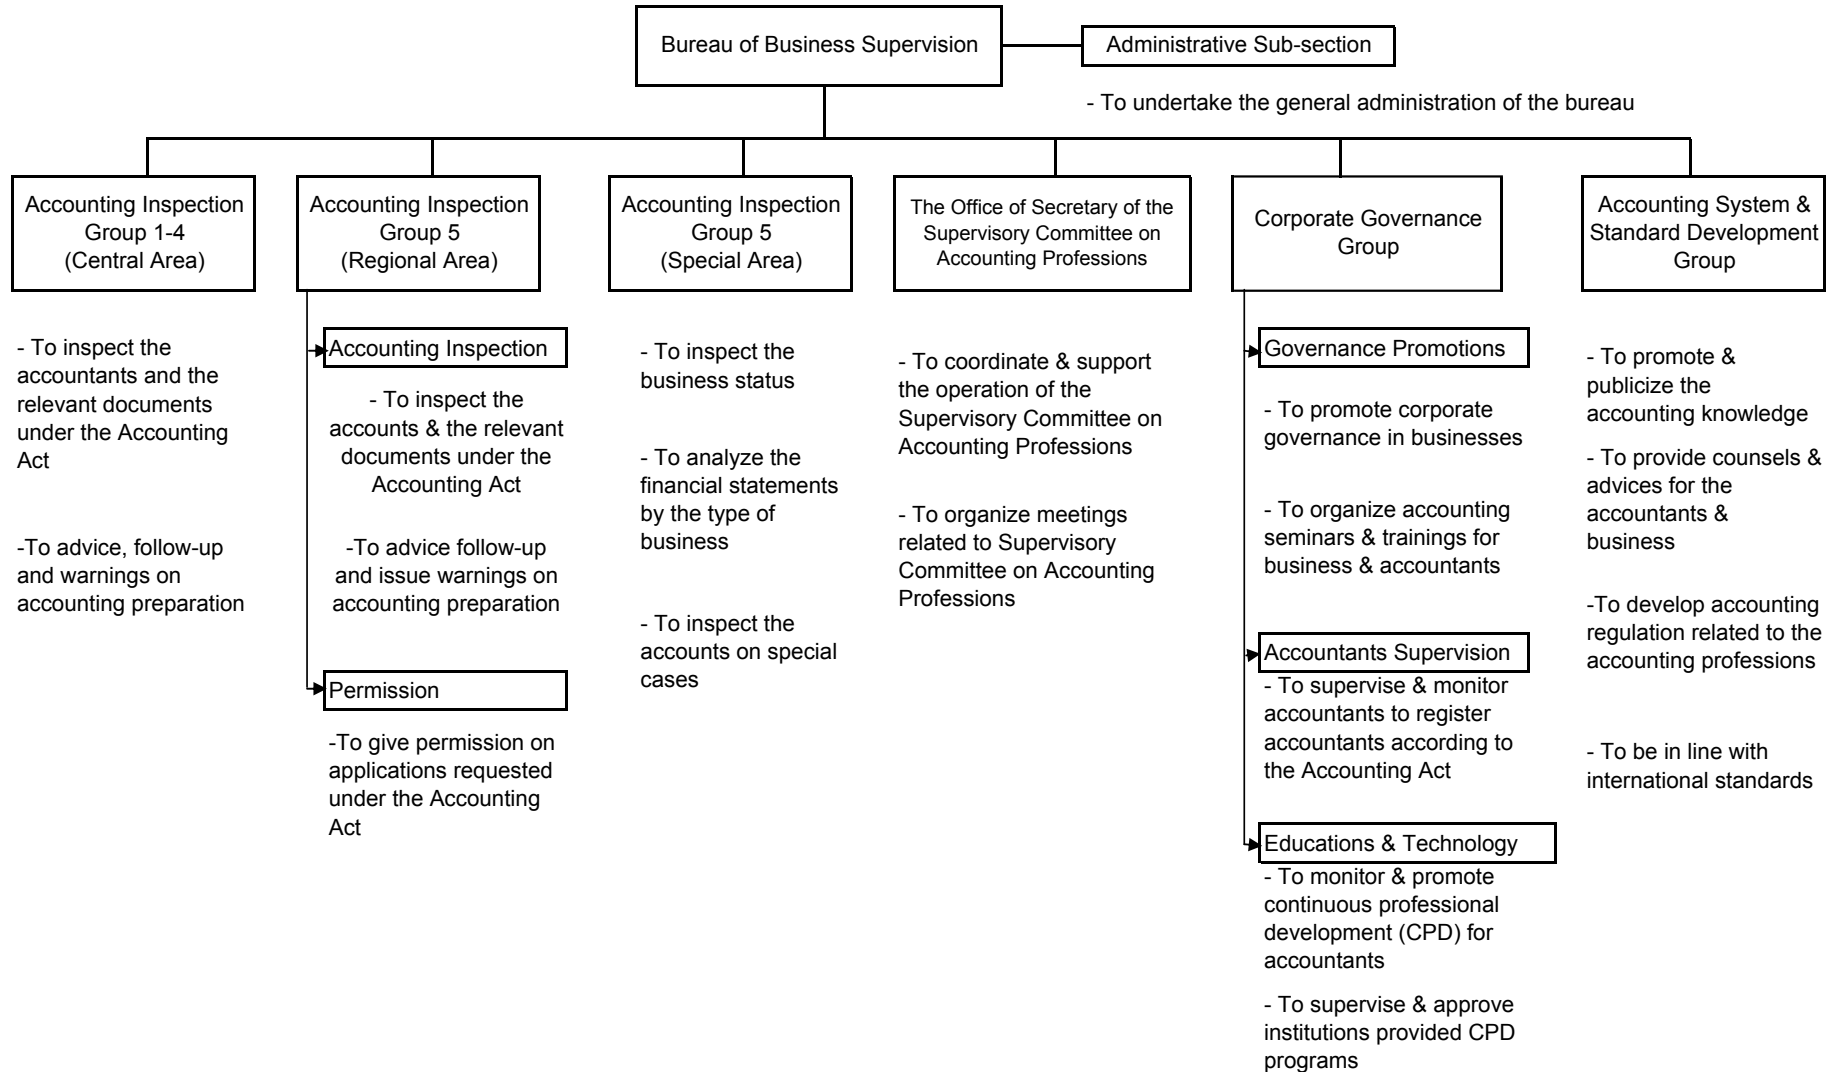 Bureau of Business Supervision
Administrative Sub-section
- To undertake the general administration of the bureau
Accounting Inspection
Group 1-4
(Central Area)
- To inspect the
accountants and the
relevant documents
under the Accounting
Act
-To advice, follow-up
and warnings on
accounting preparation
Accounting Inspection
Group 5
(Regional Area)
Accounting Inspection
- To inspect the
accounts & the relevant
documents under the
Accounting Act
-To advice follow-up
and issue warnings on
accounting preparation
Permission
-To give permission on
applications requested
under the Accounting
Act
Accounting Inspection
Group 5
(Special Area)
- To inspect the
business status
- To analyze the
financial statements
by the type of
business
- To inspect the
accounts on special
cases
The Office of Secretary of the
Supervisory Committee on
Accounting Professions
- To coordinate & support
the operation of the
Supervisory Committee on
Accounting Professions
- To organize meetings
related to Supervisory
Committee on Accounting
Professions
Corporate Governance
Group
Governance Promotions
- To promote corporate
governance in businesses
- To organize accounting
seminars & trainings for
business & accountants
Accountants Supervision
- To supervise & monitor
accountants to register
accountants according to
the Accounting Act
Educations & Technology
- To monitor & promote
continuous professional
development (CPD) for
accountants
- To supervise & approve
institutions provided CPD
programs
Accounting System &
Standard Development
Group
- To promote &
publicize the
accounting knowledge
- To provide counsels &
advices for the
accountants &
business
-To develop accounting
regulation related to the
accounting professions
- To be in line with
international standards